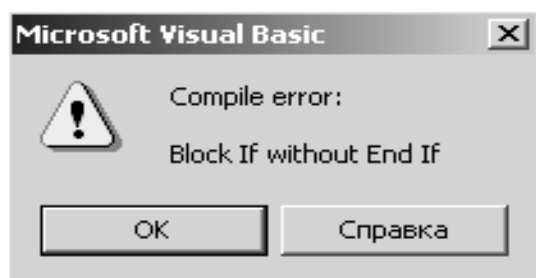 Microsoft Visual Basic
Compile error:
Block If without End If
OK
Справка